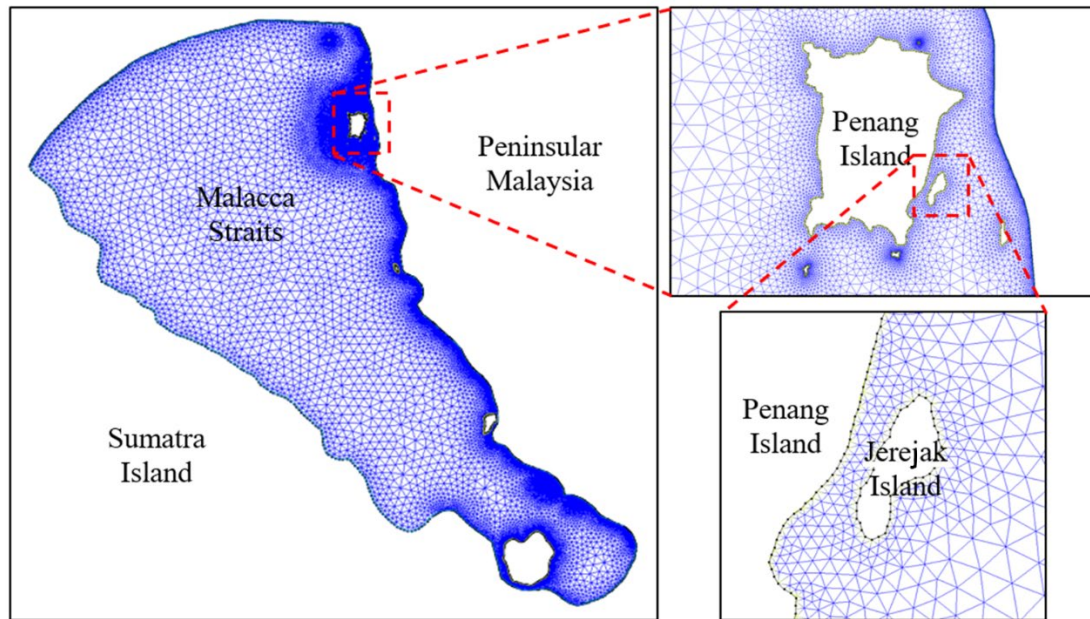 Peninsular
Malaysia
Malacca
Straits
Sumatra
Island
Penang
Island
Penang
Island
Jerejak
Island